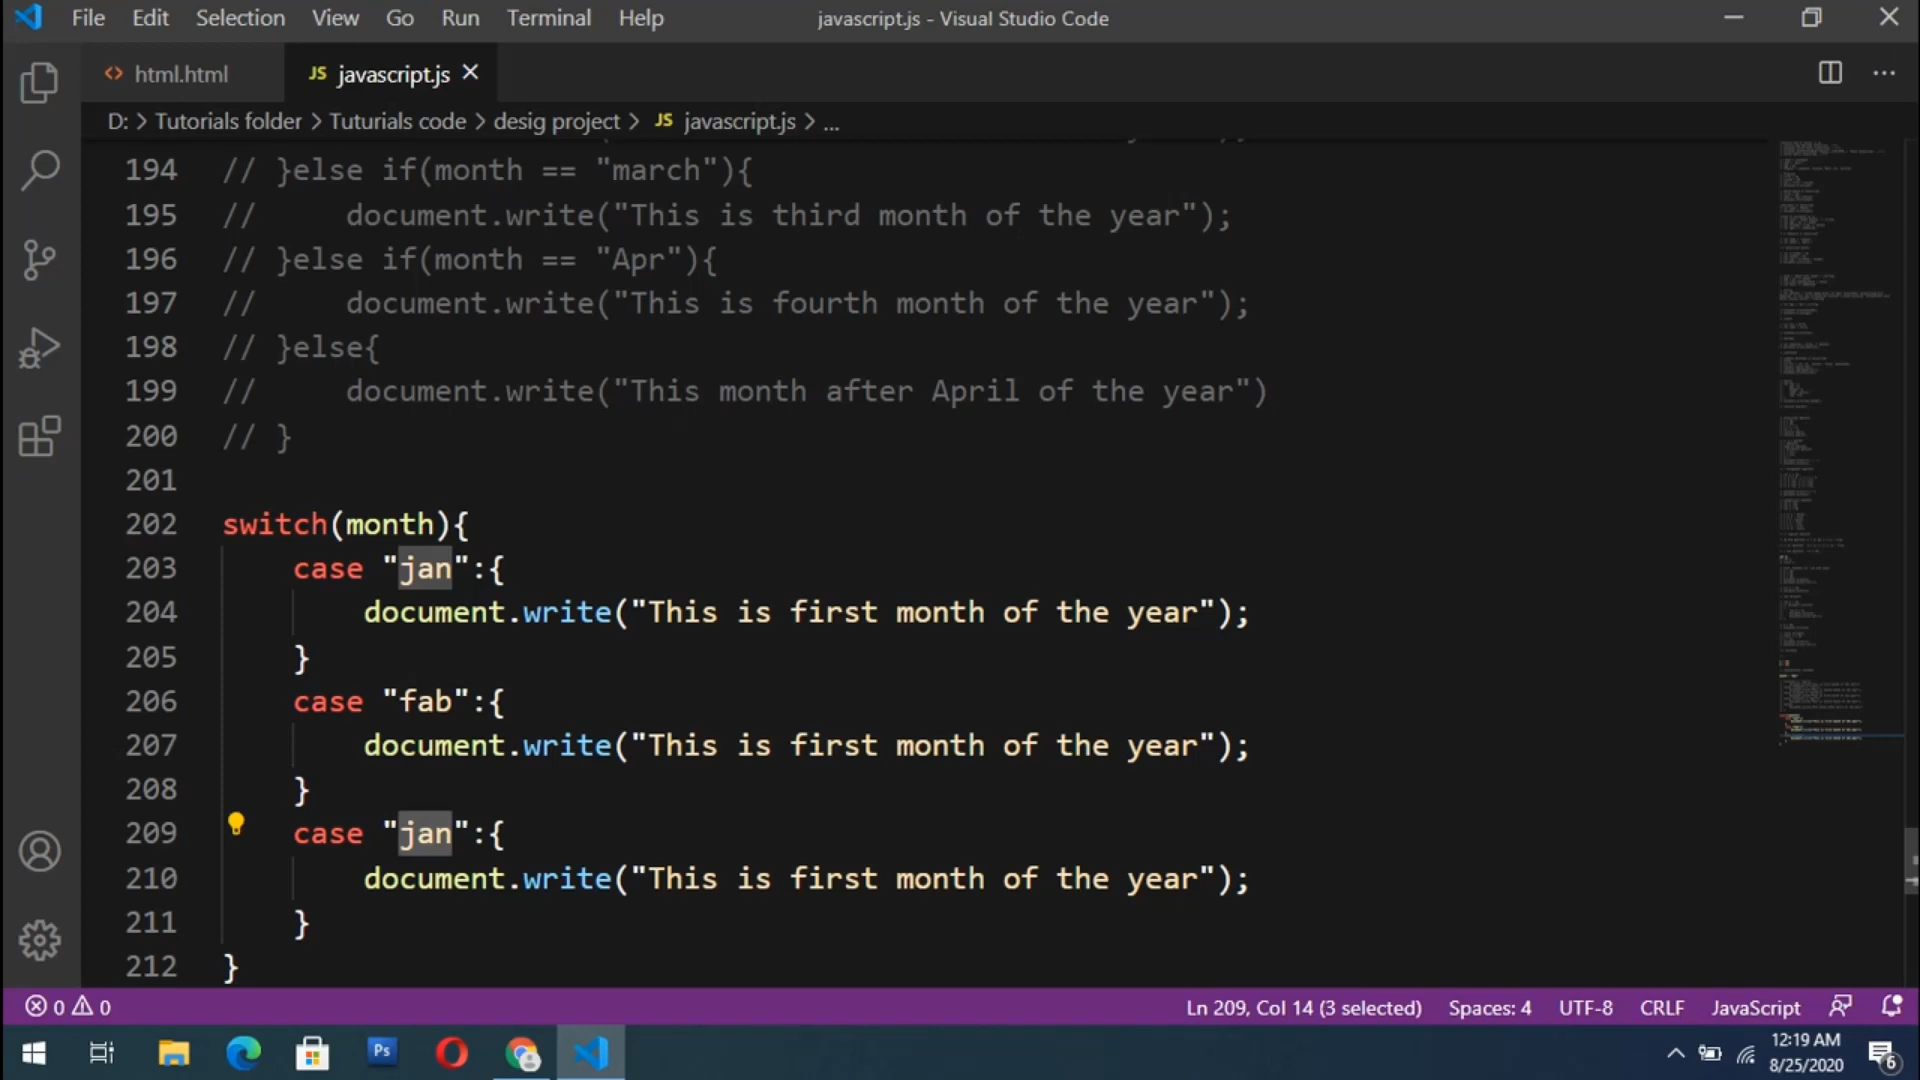 File Edit Selection View Go Run Terminal Help javascript.js - Visual Studio Code
html.html JS javascript.js
D: > Tutorials folder > Tuturials code > desig project > JS javascript.js > ...
194 // }else if(month == "march"){
195 //     document.write("This is third month of the year");
196 // }else if(month == "Apr"){
197 //     document.write("This is fourth month of the year");
198 // }else{
199 //     document.write("This month after April of the year")
200 // }
201
202 switch(month){
203     case "jan":{
204         document.write("This is first month of the year");
205     }
206     case "fab":{
207         document.write("This is first month of the year");
208     }
209     case "jan":{
210         document.write("This is first month of the year");
211     }
212 }
0 0 Ln 209, Col 14 (3 selected) Spaces: 4 UTF-8 CRLF JavaScript
Ps 12:19 AM
8/25/2020 6